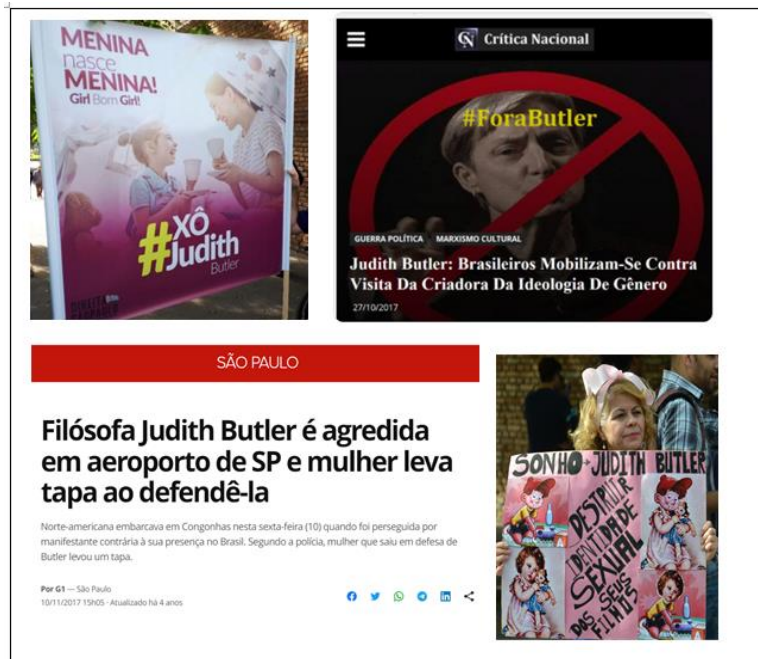 MENINA
nasce
MENINA!
Girl Born Girl!
#XÔ
Judith
Butler
Crítica Nacional
#ForaButler
GUERRA POLÍTICA MARXISMO CULTURAL
Judith Butler: Brasileiros Mobilizam-Se Contra
Visita Da Criadora Da Ideologia De Gênero
27/10/2017
SÃO PAULO
Filósofa Judith Butler é agredida
em aeroporto de SP e mulher leva
tapa ao defendê-la
Norte-americana embarcava em Congonhas nesta sexta-feira (10) quando foi perseguida por
manifestante contrária à sua presença no Brasil. Segundo a polícia, mulher que saiu em defesa de
Butler levou um tapa.
Por G1 — São Paulo
10/11/2017 15h05 · Atualizado há 4 anos
SONHO - JUDITH BUTLER
DESTRUIR
IDENTIDADE
SEXUAL
DOS SEUS
FILHOS